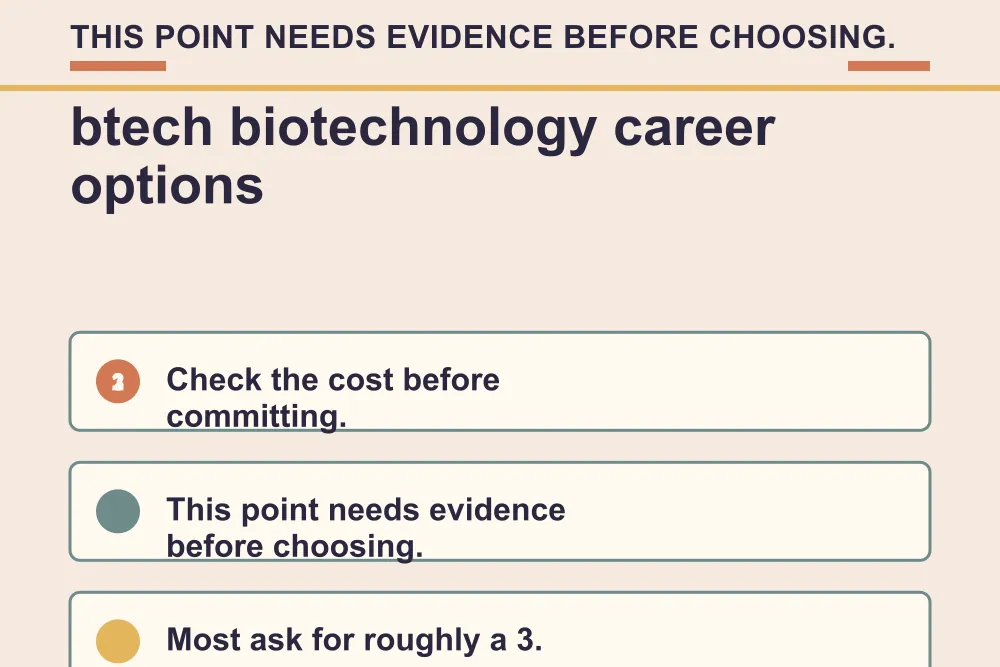 THIS POINT NEEDS EVIDENCE BEFORE CHOOSING.
btech biotechnology career
options
Check the cost before
committing.
This point needs evidence
before choosing.
Most ask for roughly a 3.